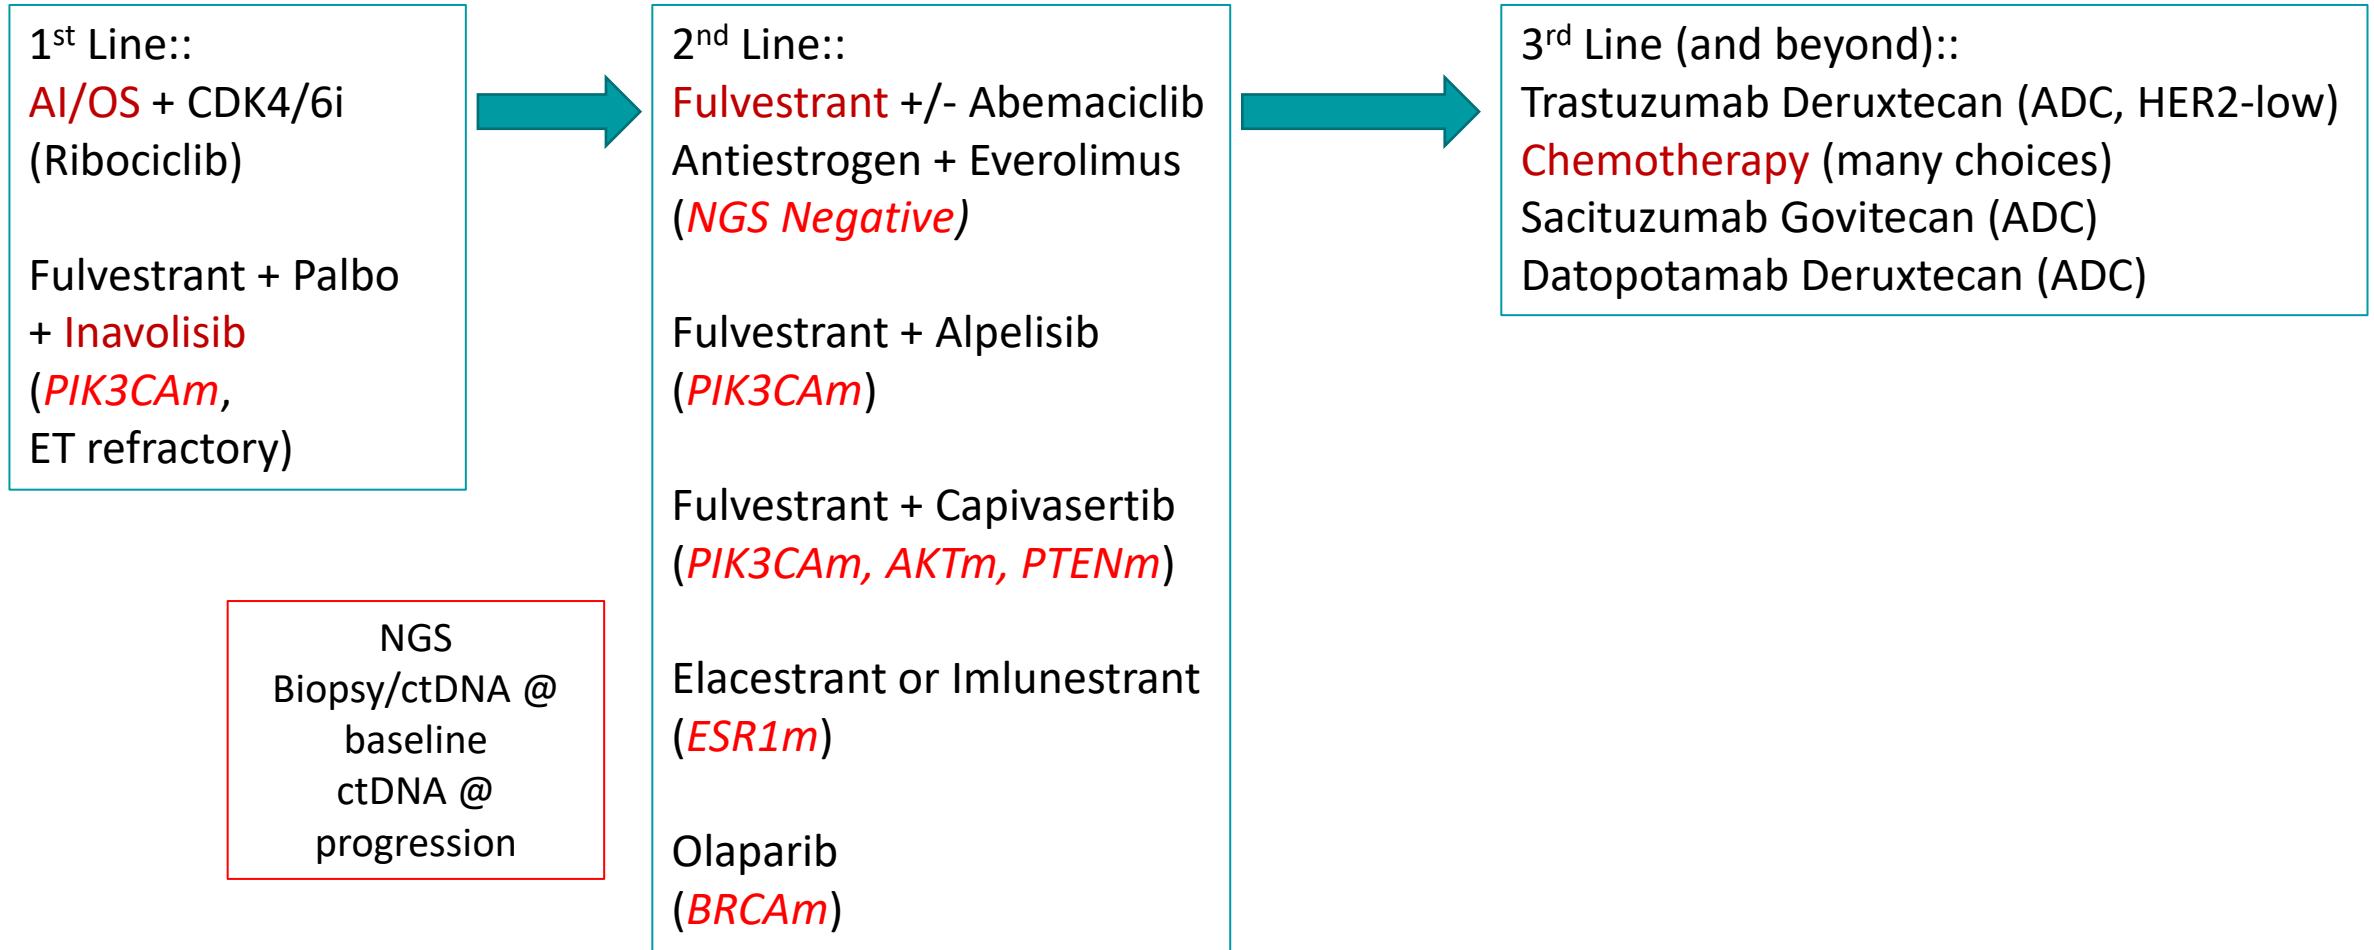 1st Line::
AI/OS + CDK4/6i
(Ribociclib)
Fulvestrant + Palbo
+ Inavolisib
(PIK3CAm,
ET refractory)
NGS
Biopsy/ctDNA @
baseline
ctDNA @
progression
2nd Line::
Fulvestrant +/- Abemaciclib
Antiestrogen + Everolimus
(NGS Negative)
Fulvestrant + Alpelisib
(PIK3CAm)
Fulvestrant + Capivasertib
(PIK3CAm, AKTm, PTENm)
Elacestrant or Imlunestrant
(ESR1m)
Olaparib
(BRCAm)
3rd Line (and beyond)::
Trastuzumab Deruxtecan (ADC, HER2-low)
Chemotherapy (many choices)
Sacituzumab Govitecan (ADC)
Datopotamab Deruxtecan (ADC)